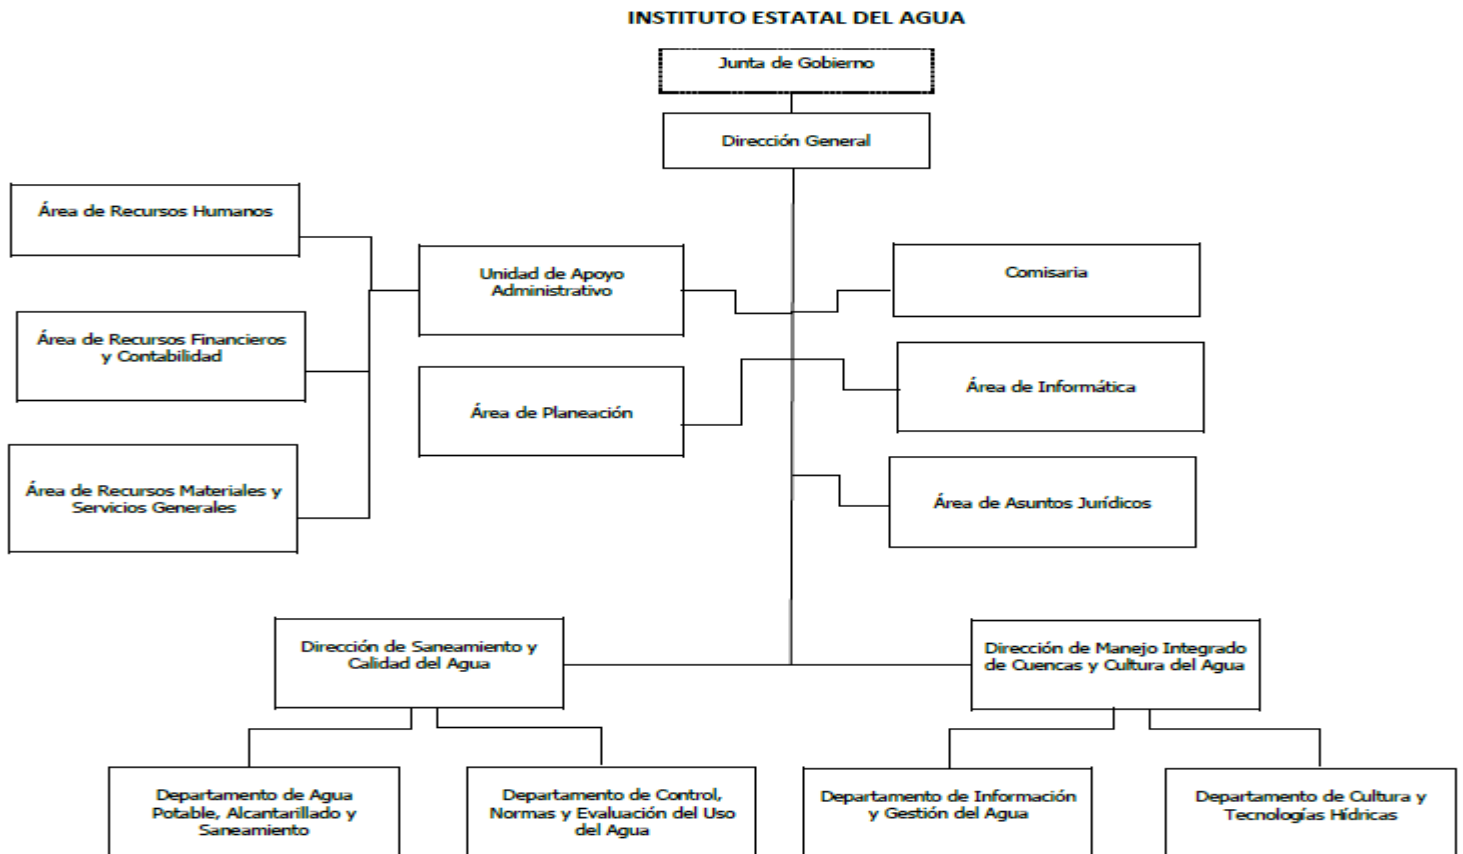 INSTITUTO ESTATAL DEL AGUA
Junta de Gobierno
Dirección General
Área de Recursos Humanos
Unidad de Apoyo
Administrativo
Comisaria
Área de Recursos Financieros
y Contabilidad
Área de Planeación
Área de Informática
Área de Recursos Materiales y
Servicios Generales
Área de Asuntos Jurídicos
Dirección de Saneamiento y
Calidad del Agua
Dirección de Manejo Integrado
de Cuencas y Cultura del Agua
Departamento de Agua
Potable, Alcantarillado y
Saneamiento
Departamento de Control,
Normas y Evaluación del Uso
del Agua
Departamento de Información
y Gestión del Agua
Departamento de Cultura y
Tecnologías Hídricas